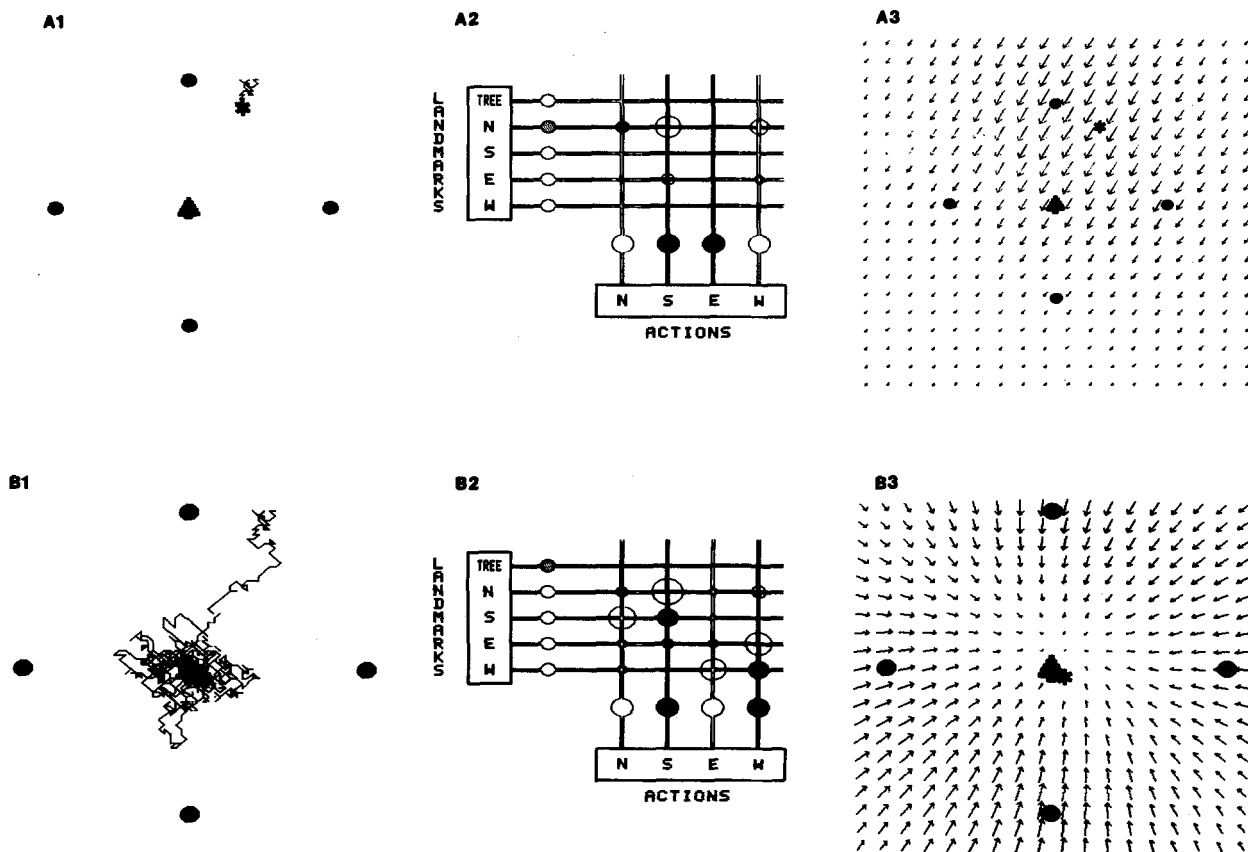 A1
A2
A3
LANDMARKS
TREE
N
S
E
W
N S E W
ACTIONS
B1
B2
B3
LANDMARKS
TREE
N
S
E
W
N S E W
ACTIONS